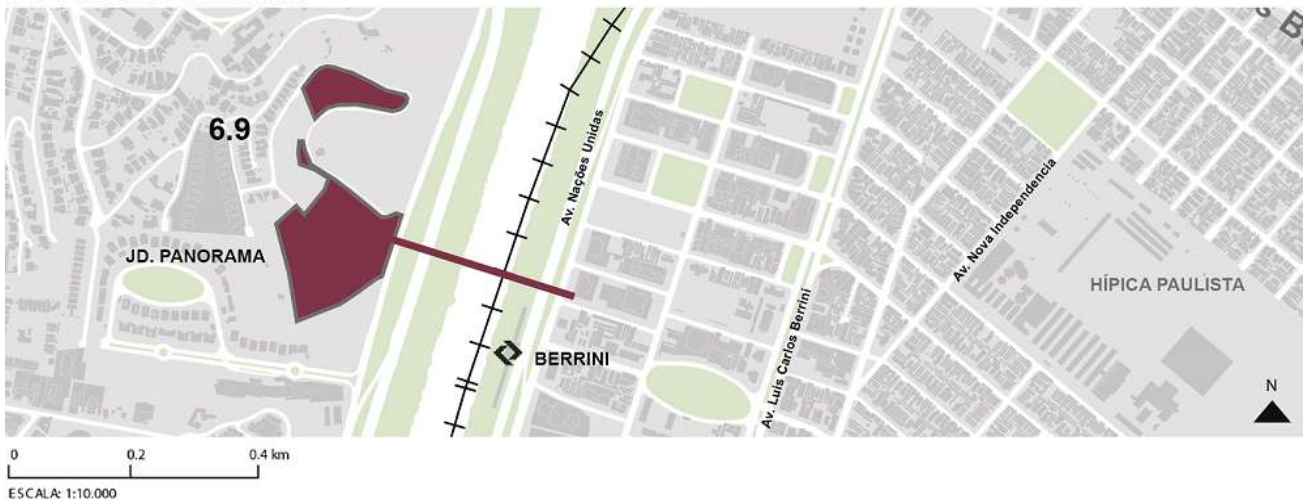 6.9
Av. Nações Unidas
Av. Nova Independencia
JD. PANORAMA
HÍPICA PAULISTA
BERRINI
Av. Luis Carlos Berrini
N
0 0.2 0.4 km
ESCALA: 1:10.000